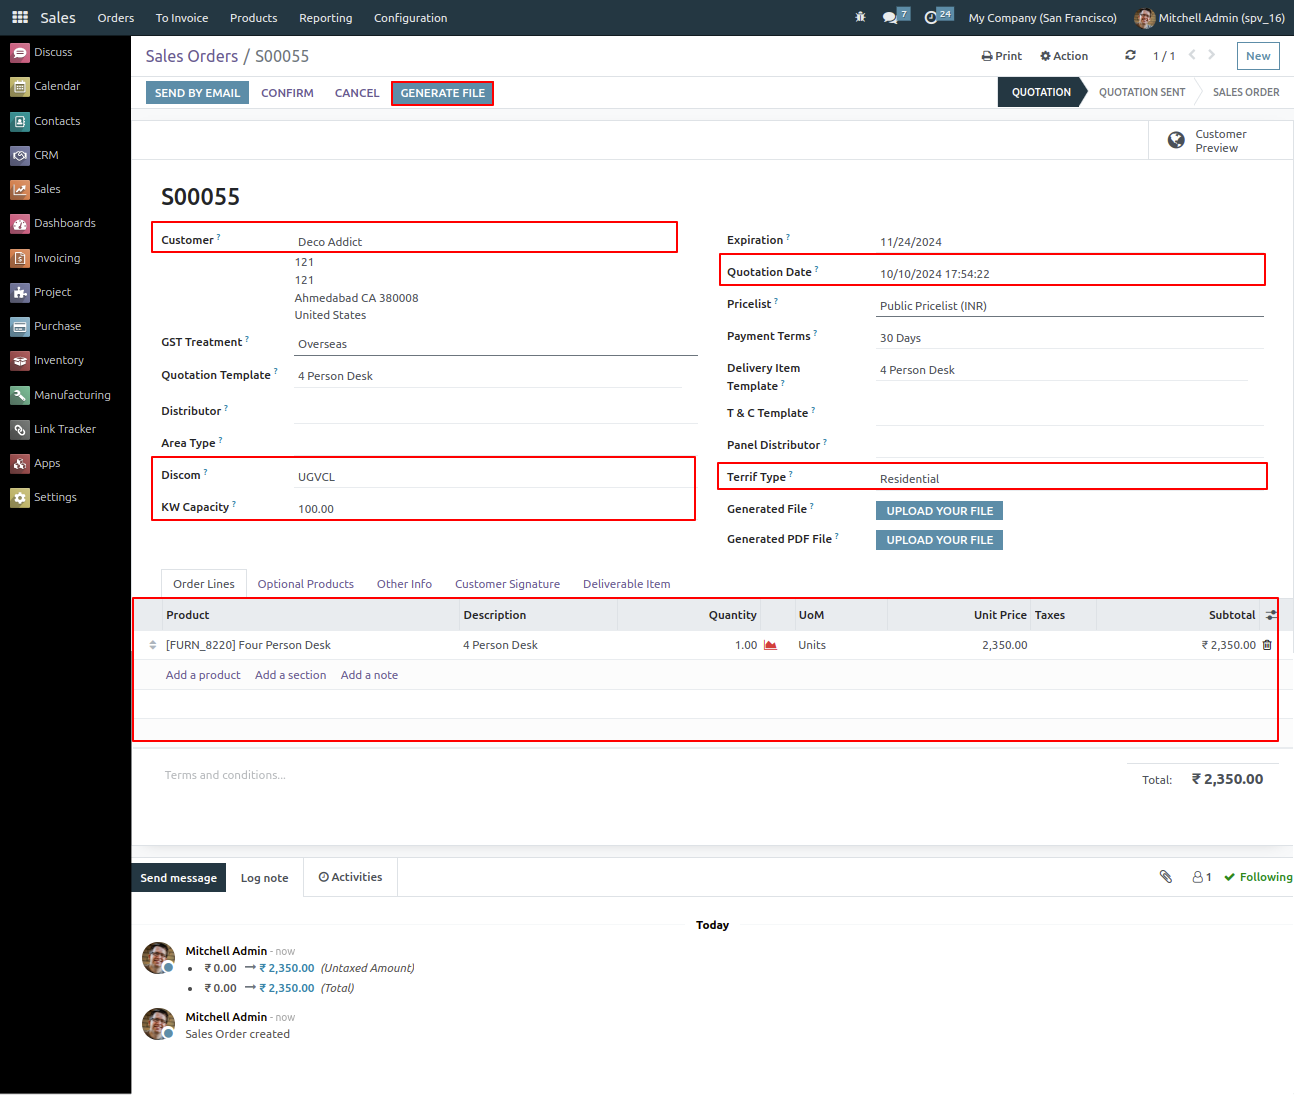 Sales Orders To Invoice Products Reporting Configuration 7 24 My Company (San Francisco) Mitchell Admin (spv_16)
Discuss
Calendar
Contacts
CRM
Sales
Dashboards
Invoicing
Project
Purchase
Inventory
Manufacturing
Link Tracker
Apps
Settings
Sales Orders / S00055 Print Action 1 / 1 New
SEND BY EMAIL CONFIRM CANCEL GENERATE FILE QUOTATION QUOTATION SENT SALES ORDER
Customer
Preview
S00055
Customer ? Deco Addict
121
121
Ahmedabad CA 380008
United States
GST Treatment ? Overseas
Quotation Template ? 4 Person Desk
Distributor ?
Area Type ?
Discom ? UGVCL
KW Capacity ? 100.00
Expiration ? 11/24/2024
Quotation Date ? 10/10/2024 17:54:22
Pricelist ? Public Pricelist (INR)
Payment Terms ? 30 Days
Delivery Item
Template ? 4 Person Desk
T & C Template ?
Panel Distributor ?
Terrif Type ? Residential
Generated File ? UPLOAD YOUR FILE
Generated PDF File ? UPLOAD YOUR FILE
Order Lines Optional Products Other Info Customer Signature Deliverable Item
Product Description Quantity UoM Unit Price Taxes Subtotal
[FURN_8220] Four Person Desk 4 Person Desk 1.00 Units 2,350.00 ₹ 2,350.00
Add a product Add a section Add a note
Terms and conditions...
Total: ₹ 2,350.00
Send message Log note Activities 1 Following
Today
Mitchell Admin - now
• ₹ 0.00 → ₹ 2,350.00 (Untaxed Amount)
• ₹ 0.00 → ₹ 2,350.00 (Total)
Mitchell Admin - now
Sales Order created